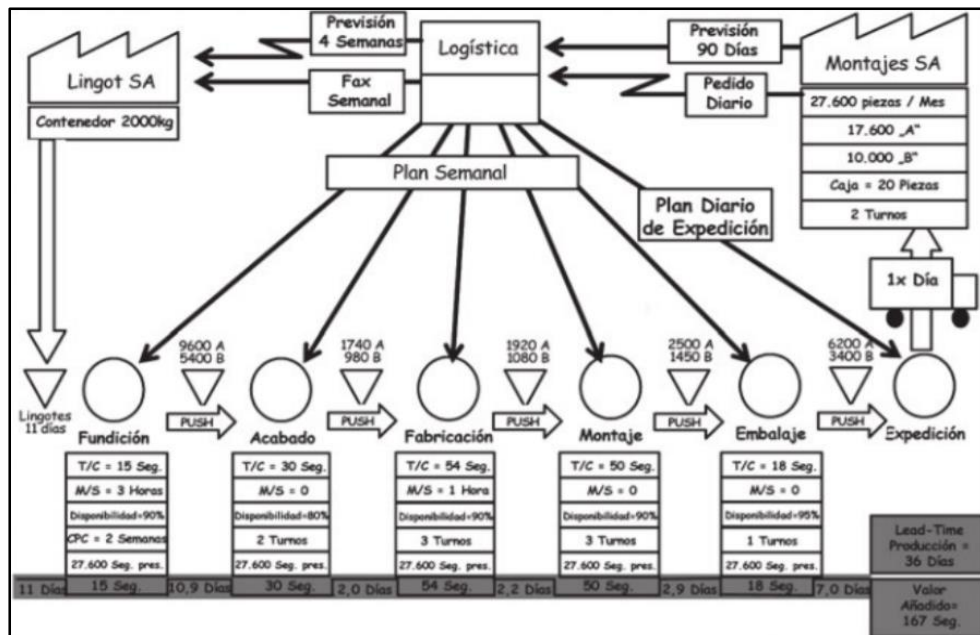 Previsión
4 Semanas
Logística
Previsión
90 Días
Lingot SA
Fax
Semanal
Pedido
Diario
Montajes SA
Contenedor 2000kg
27.600 piezas / Mes
17.600 „A“
10.000 „B“
Caja = 20 Piezas
2 Turnos
Plan Semanal
Plan Diario
de Expedición
1x Día
9600 A
5400 B
1740 A
980 B
1920 A
1080 B
2500 A
1450 B
6200 A
3400 B
Lingotes
11 días
PUSH
PUSH
PUSH
PUSH
PUSH
Fundición
Acabado
Fabricación
Montaje
Embalaje
Expedición
T/C = 15 Seg.
M/S = 3 Horas
Disponibilidad=90%
CPC = 2 Semanas
27.600 Seg. pres.
T/C = 30 Seg.
M/S = 0
Disponibilidad=80%
2 Turnos
27.600 Seg. pres.
T/C = 54 Seg.
M/S = 1 Hora
Disponibilidad=90%
3 Turnos
27.600 Seg. pres.
T/C = 50 Seg.
M/S = 0
Disponibilidad=90%
3 Turnos
27.600 Seg. pres.
T/C = 18 Seg.
M/S = 0
Disponibilidad=95%
1 Turnos
27.600 Seg. pres.
11 Días
15 Seg.
10,9 Días
30 Seg.
2,0 Días
54 Seg.
2,2 Días
50 Seg.
2,9 Días
18 Seg.
7,0 Días
Lead-Time
Producción =
36 Días
Valor
Añadido=
167 Seg.